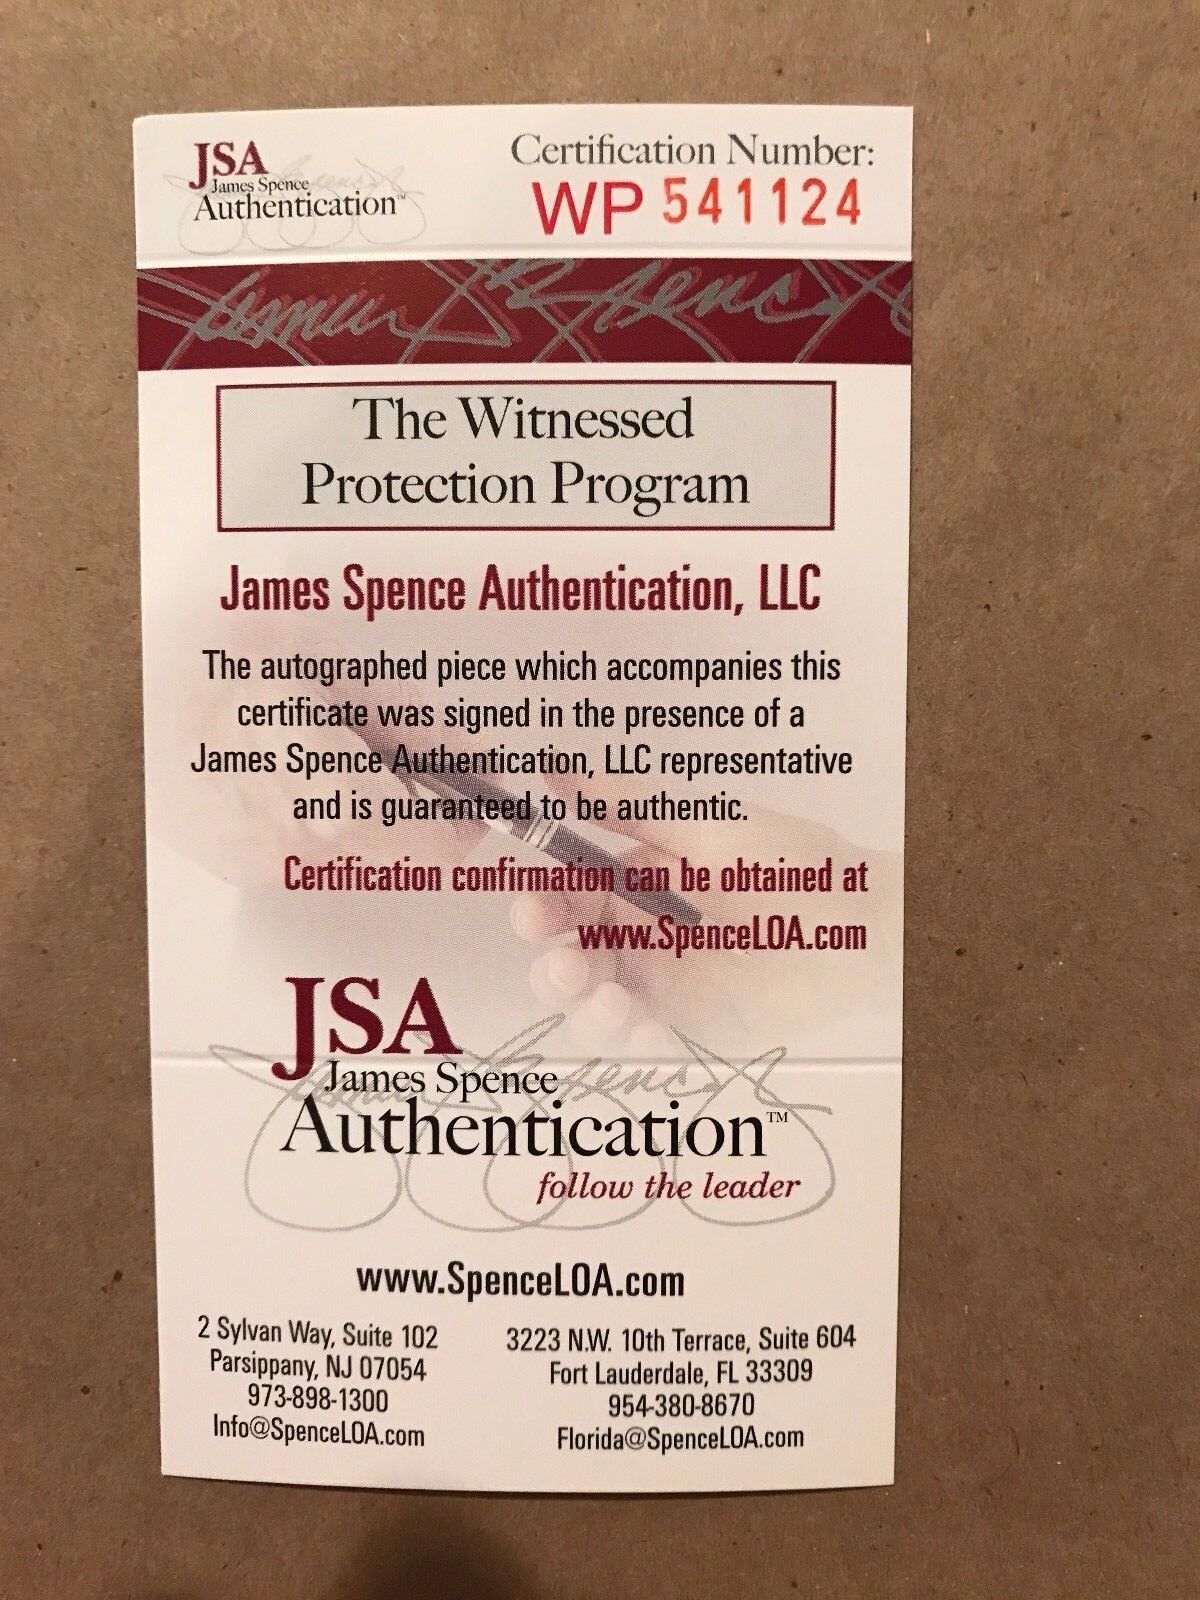 JSA
James Spence
Authentication™
Certification Number:
WP 541124
The Witnessed
Protection Program
James Spence Authentication, LLC
The autographed piece which accompanies this
certificate was signed in the presence of a
James Spence Authentication, LLC representative
and is guaranteed to be authentic.
Certification confirmation can be obtained at
www.SpenceLOA.com
JSA
James Spence
Authentication™
follow the leader
www.SpenceLOA.com
2 Sylvan Way, Suite 102
Parsippany, NJ 07054
973-898-1300
Info@SpenceLOA.com
3223 N.W. 10th Terrace, Suite 604
Fort Lauderdale, FL 33309
954-380-8670
Florida@SpenceLOA.com